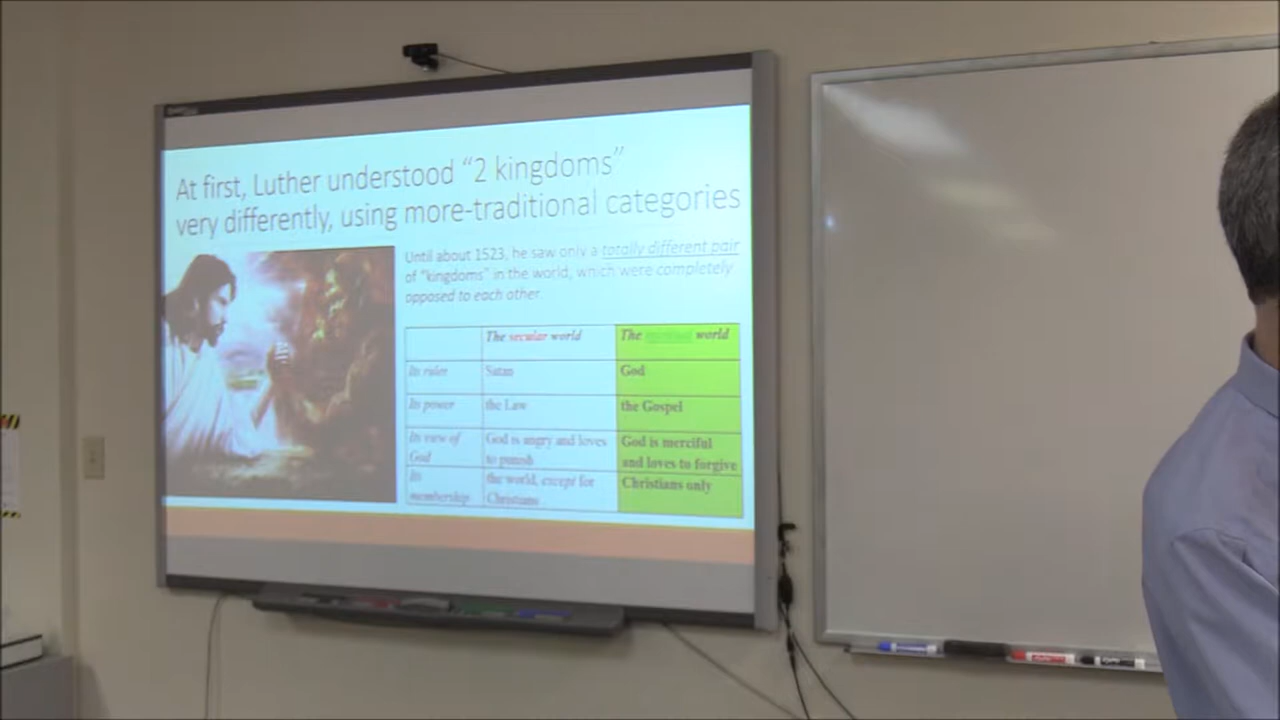 At first, Luther understood “2 kingdoms”
very differently, using more-traditional categories
Until about 1523, he saw only a totally different pair
of “kingdoms” in the world, which were completely
opposed to each other.
The secular world
The world
Its ruler
Satan
God
Its power
the Law
the Gospel
Its view of
God
God is angry and loves
to punish
God is merciful
and loves to forgive
Its
membership
the world, except for
Christians
Christians only